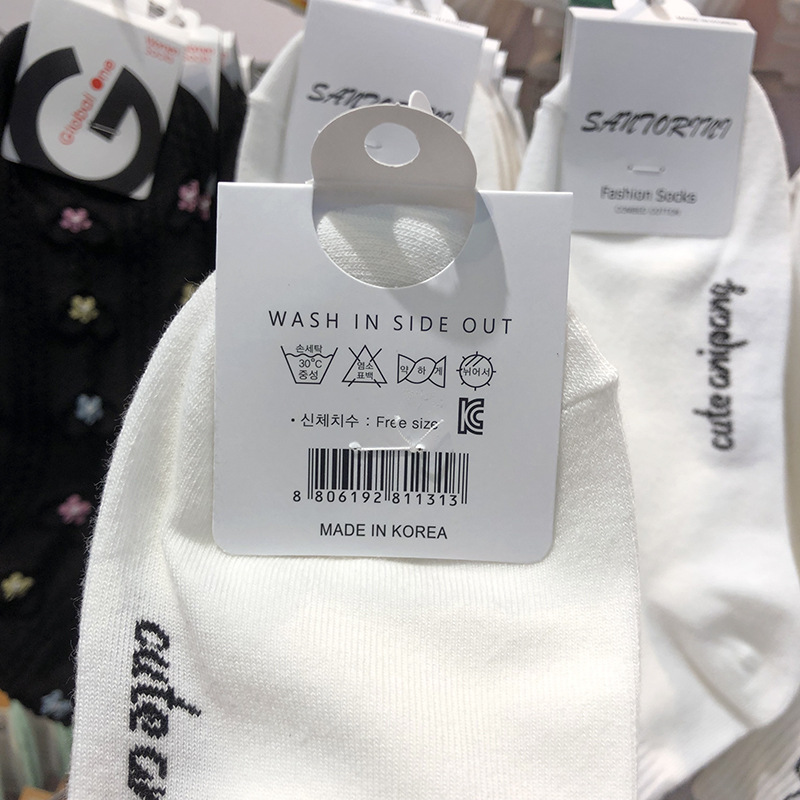 Global One
SANTORINI
SANTORINI
Fashion Socks
COMBED COTTON
cute anipang
WASH IN SIDE OUT
손세탁
30°C
중성
염소
표백
약하게
뉘어서
• 신체치수 : Free size
8 806192 811313
MADE IN KOREA
cute an